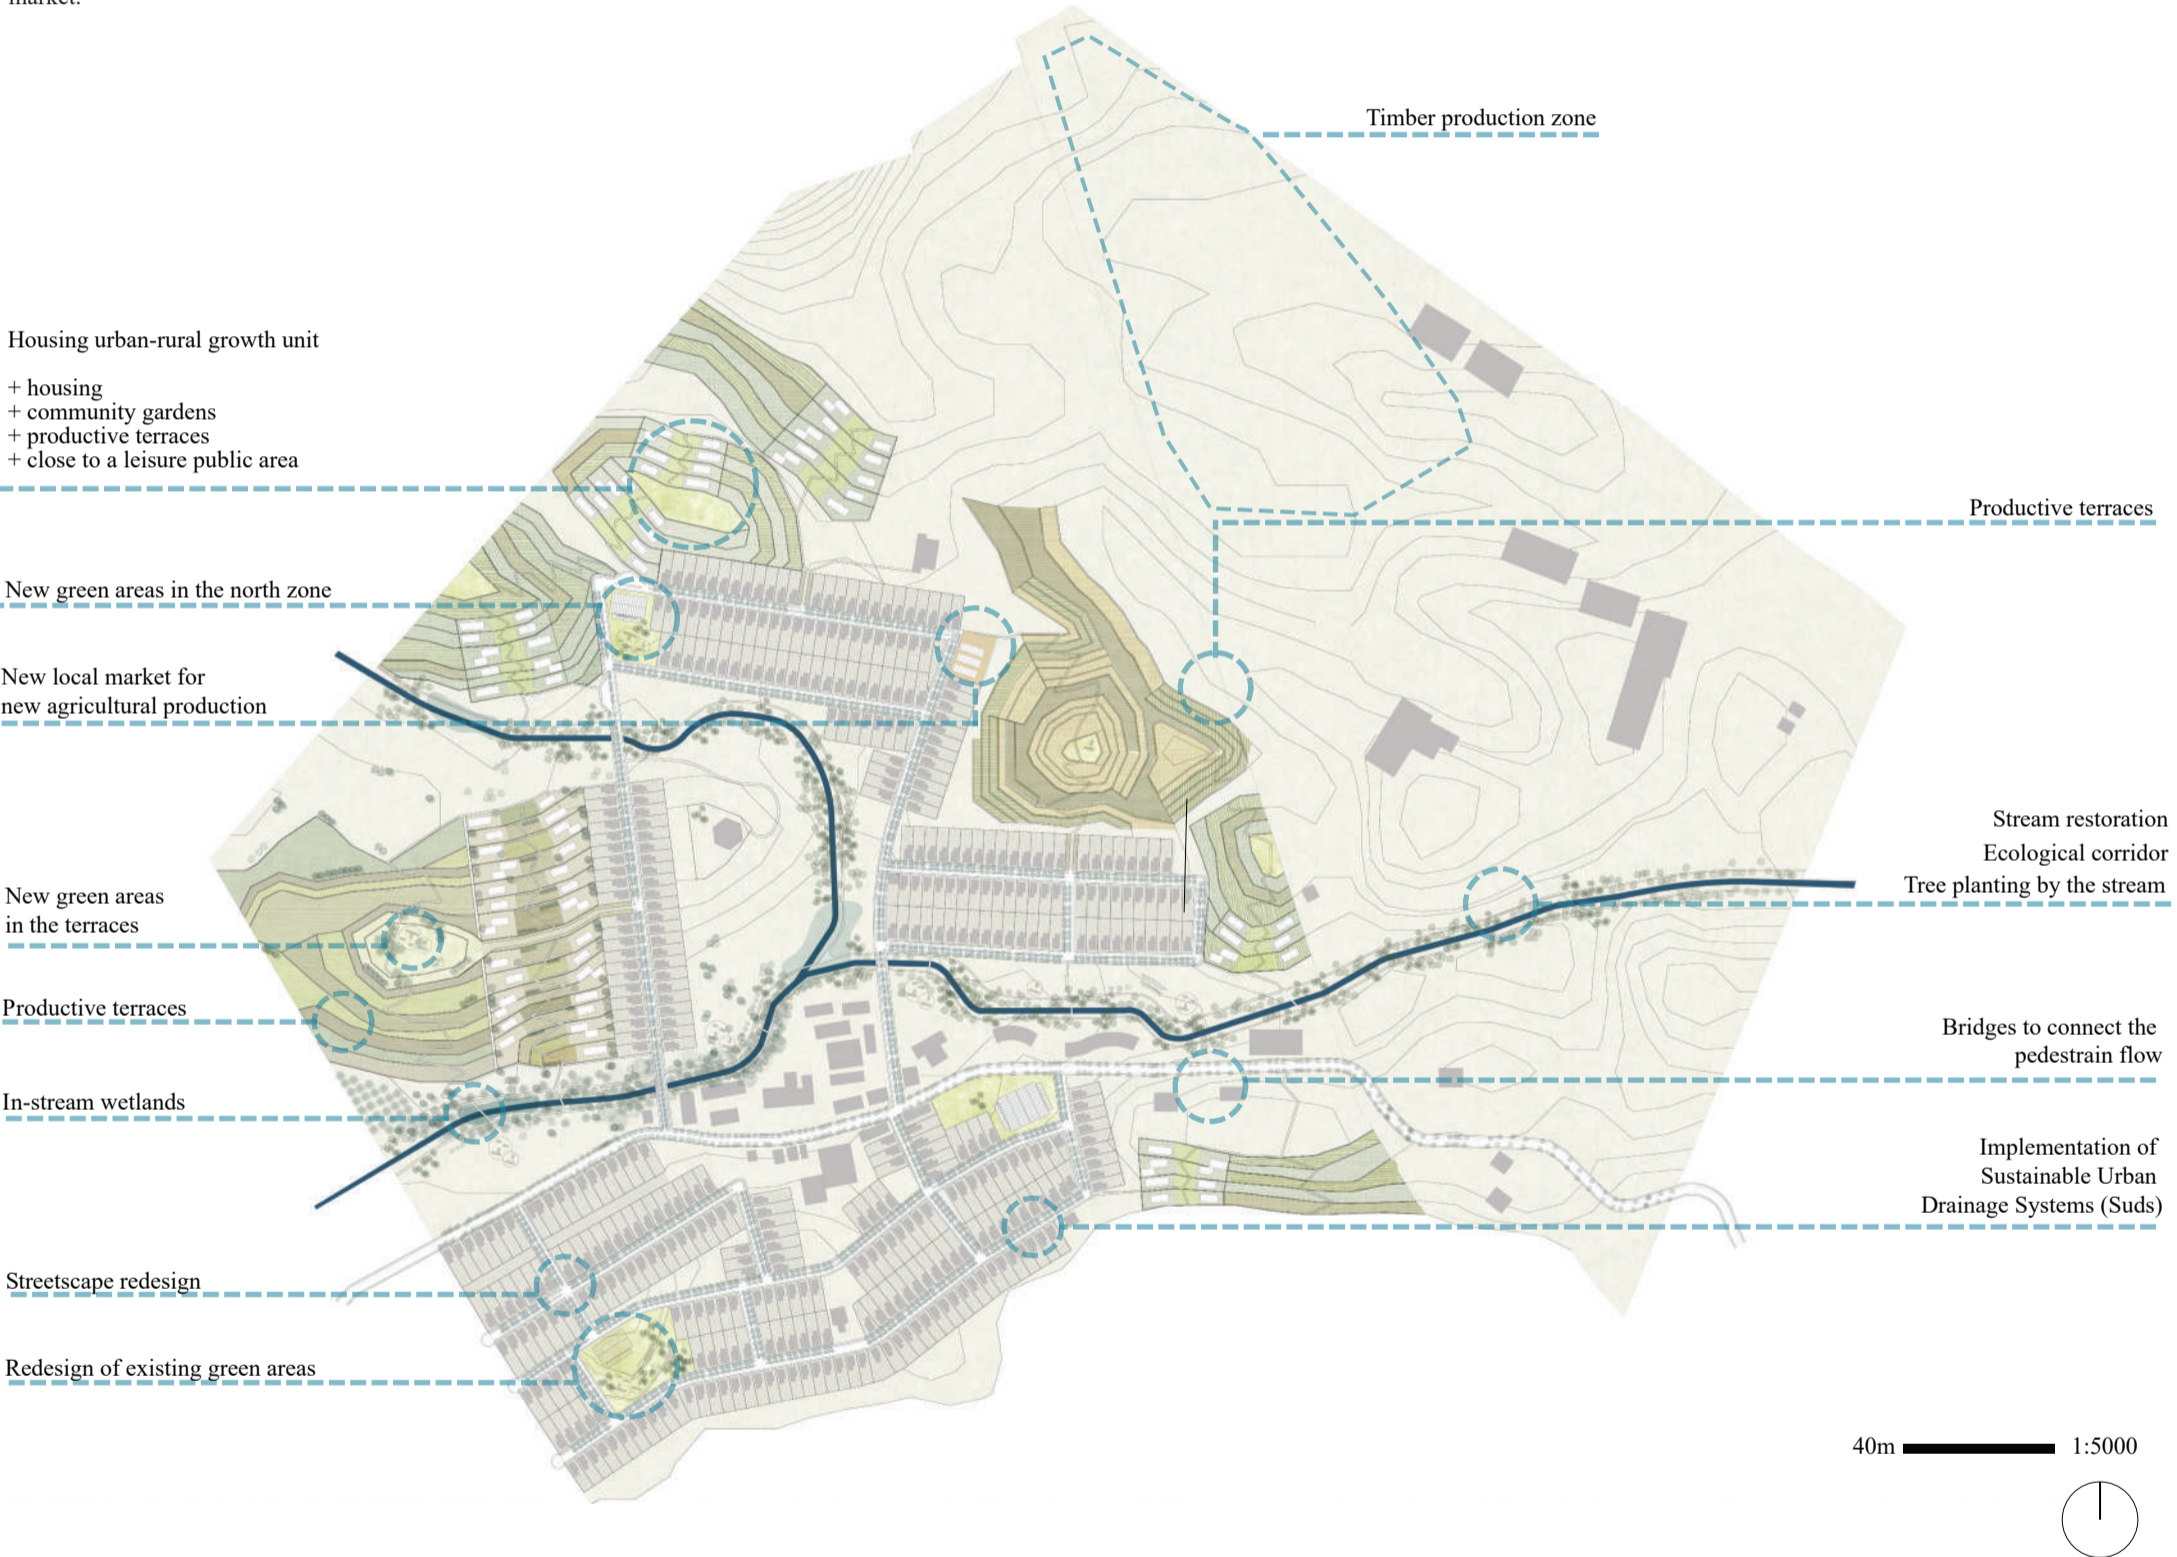 market.
Timber production zone
Housing urban-rural growth unit
+ housing
+ community gardens
+ productive terraces
+ close to a leisure public area
Productive terraces
New green areas in the north zone
New local market for
new agricultural production
Stream restoration
Ecological corridor
Tree planting by the stream
New green areas
in the terraces
Productive terraces
Bridges to connect the
pedestrain flow
In-stream wetlands
Implementation of
Sustainable Urban
Drainage Systems (Suds)
Streetscape redesign
Redesign of existing green areas
40m 1:5000